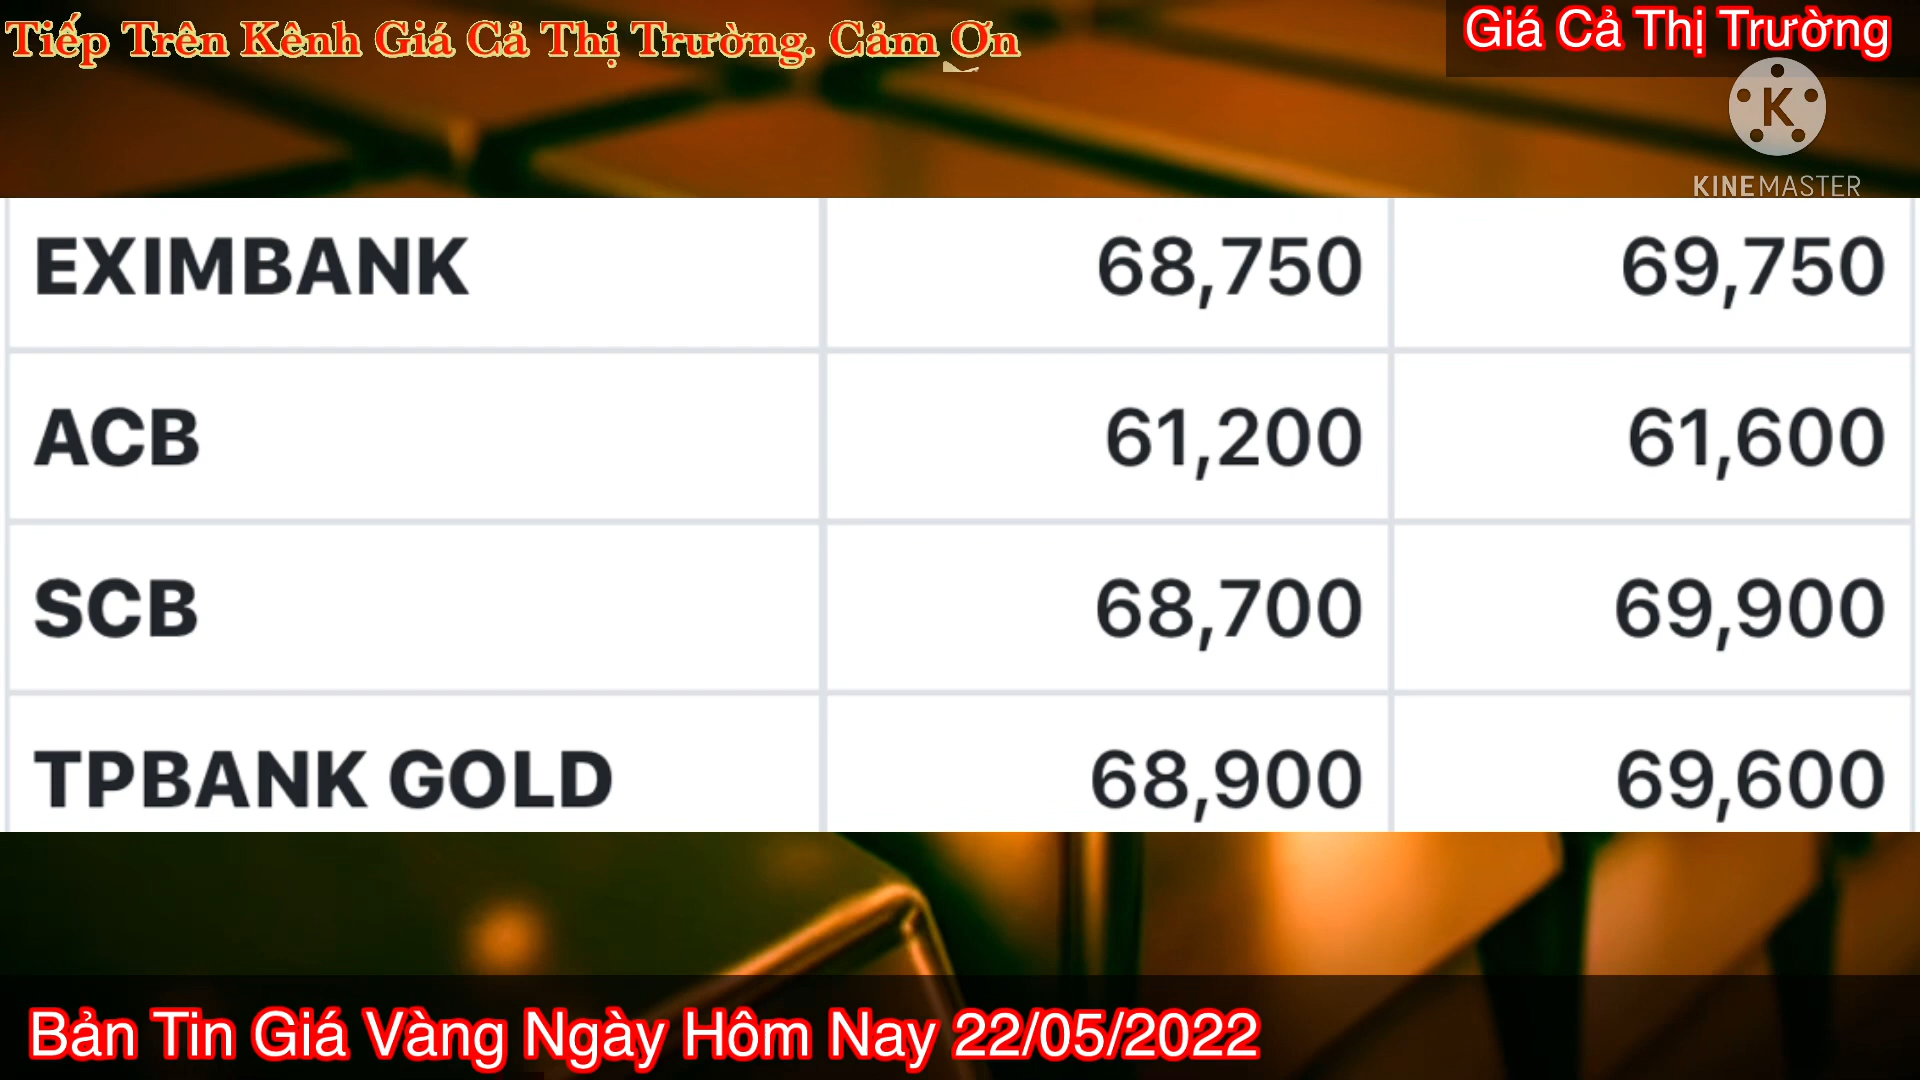 Tiếp Trên Kênh Giá Cả Thị Trường. Cảm Ơn
Giá Cả Thị Trường
K
KINEMASTER
EXIMBANK 68,750 69,750
ACB 61,200 61,600
SCB 68,700 69,900
TPBANK GOLD 68,900 69,600
Bản Tin Giá Vàng Ngày Hôm Nay 22/05/2022